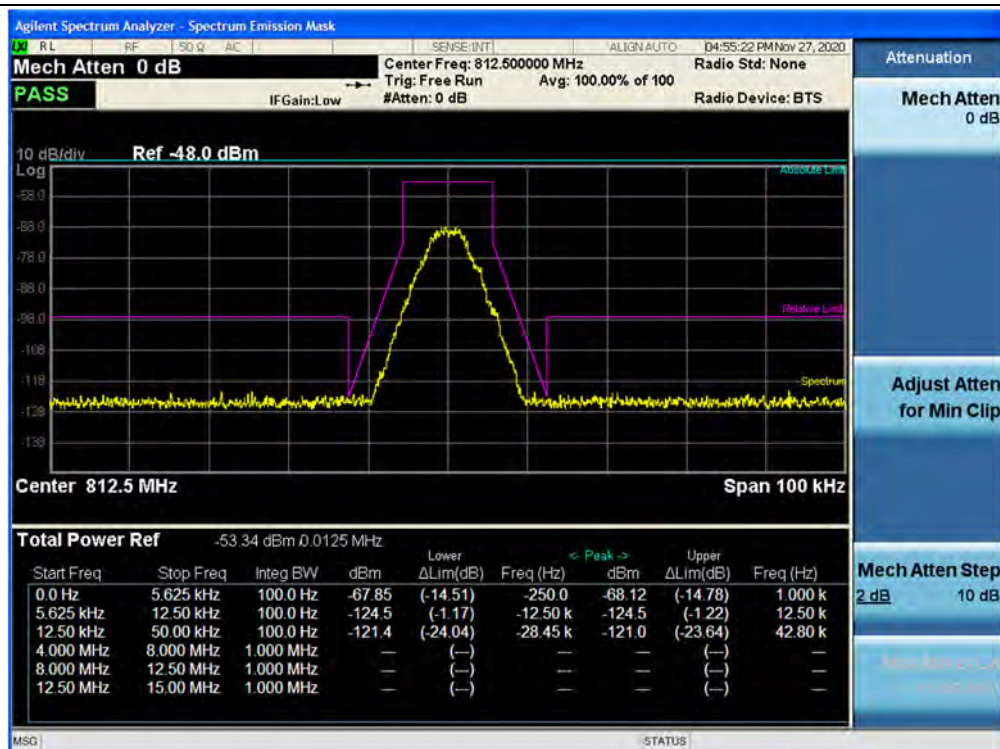 Agilent Spectrum Analyzer - Spectrum Emission Mask
LXI RL RF 50 Ω AC SENSE:INT ALIGN AUTO 04:55:22 PM Nov 27, 2020
Mech Atten 0 dB
Center Freq: 812.500000 MHz Radio Std: None
Trig: Free Run Avg: 100.00% of 100
PASS IFGain:Low #Atten: 0 dB Radio Device: BTS
10 dB/div Ref -48.0 dBm
Log
Absolute Limit
-58.0
-68.0
-78.0
-88.0
Relative Limit
-98.0
-108
-118
Spectrum
-128
-138
Center 812.5 MHz Span 100 kHz
Total Power Ref -53.34 dBm / 0.0125 MHz
Lower <- Peak -> Upper
Start Freq Stop Freq Integ BW dBm ΔLim(dB) Freq (Hz) dBm ΔLim(dB) Freq (Hz)
0.0 Hz 5.625 kHz 100.0 Hz -67.85 (-14.51) -250.0 -68.12 (-14.78) 1.000 k
5.625 kHz 12.50 kHz 100.0 Hz -124.5 (-1.17) -12.50 k -124.5 (-1.22) 12.50 k
12.50 kHz 50.00 kHz 100.0 Hz -121.4 (-24.04) -28.45 k -121.0 (-23.64) 42.80 k
4.000 MHz 8.000 MHz 1.000 MHz --- (---) --- --- (---) ---
8.000 MHz 12.50 MHz 1.000 MHz --- (---) --- --- (---) ---
12.50 MHz 15.00 MHz 1.000 MHz --- (---) --- --- (---) ---
MSG STATUS
Attenuation
Mech Atten
0 dB
Adjust Atten
for Min Clip
Mech Atten Step
2 dB 10 dB